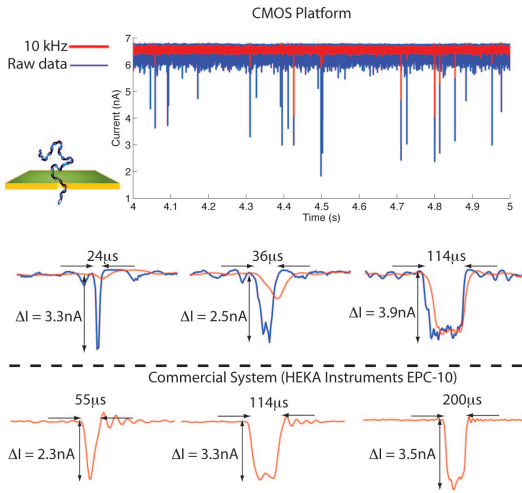 CMOS Platform
10 kHz
Raw data
Current (nA)
7
6
5
4
3
2
1
4 4.1 4.2 4.3 4.4 4.5 4.6 4.7 4.8 4.9 5
Time (s)
24μs 36μs 114μs
ΔI = 3.3nA ΔI = 2.5nA ΔI = 3.9nA
Commercial System (HEKA Instruments EPC-10)
55μs 114μs 200μs
ΔI = 2.3nA ΔI = 3.3nA ΔI = 3.5nA